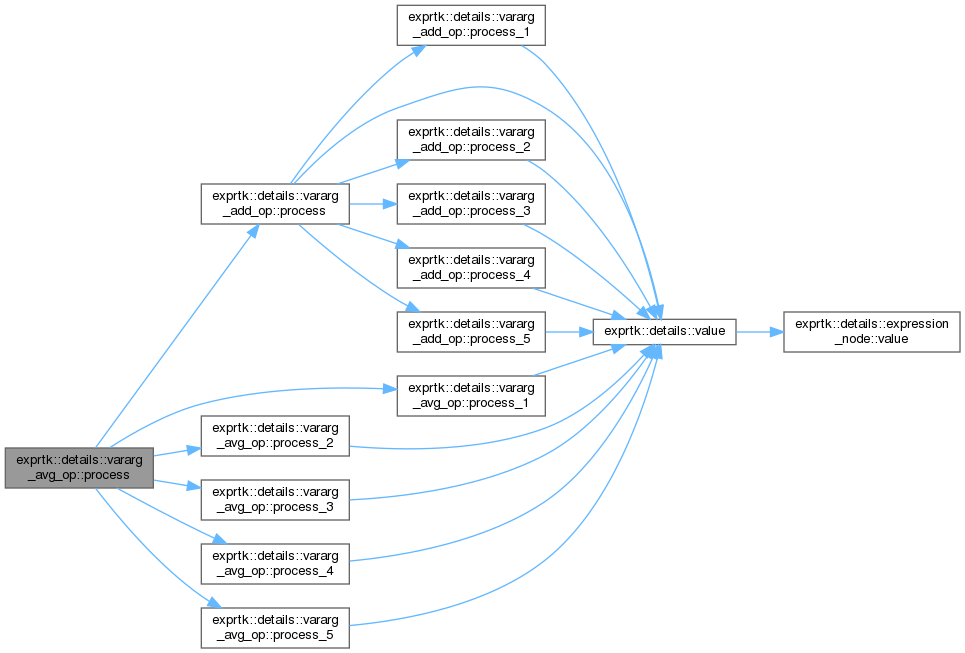 exprtk::details::vararg
_add_op::process_1
exprtk::details::vararg
_add_op::process_2
exprtk::details::vararg
_add_op::process
exprtk::details::vararg
_add_op::process_3
exprtk::details::vararg
_add_op::process_4
exprtk::details::vararg
_add_op::process_5
exprtk::details::value
exprtk::details::expression
_node::value
exprtk::details::vararg
_avg_op::process_1
exprtk::details::vararg
_avg_op::process_2
exprtk::details::vararg
_avg_op::process
exprtk::details::vararg
_avg_op::process_3
exprtk::details::vararg
_avg_op::process_4
exprtk::details::vararg
_avg_op::process_5